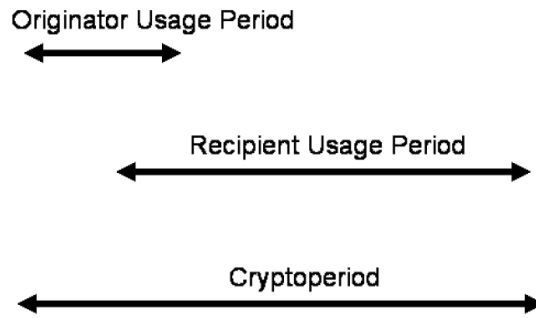 Originator Usage Period
Recipient Usage Period
Cryptoperiod